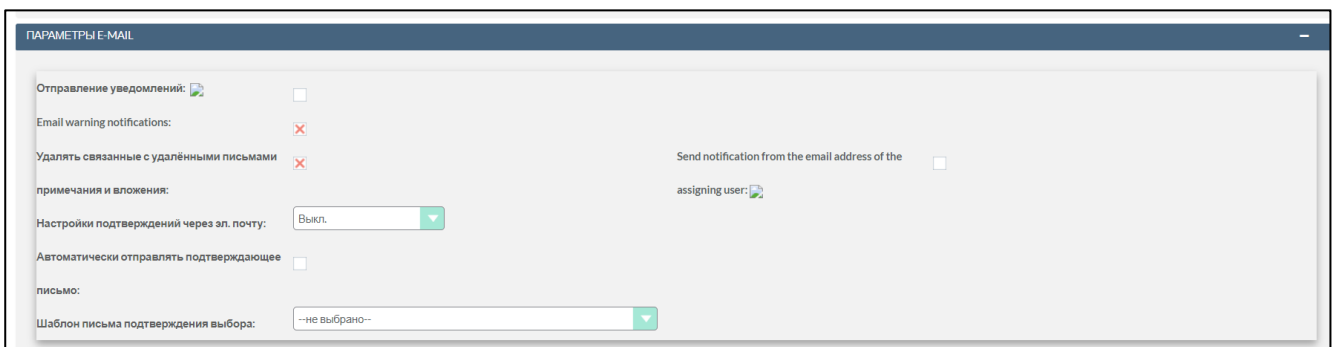 ПАРАМЕТРЫ E-MAIL
Отправление уведомлений:
Email warning notifications:
Удалять связанные с удалёнными письмами
примечания и вложения:
Send notification from the email address of the
assigning user:
Настройки подтверждений через эл. почту:
Выкл.
Автоматически отправлять подтверждающее
письмо:
Шаблон письма подтверждения выбора:
--не выбрано--